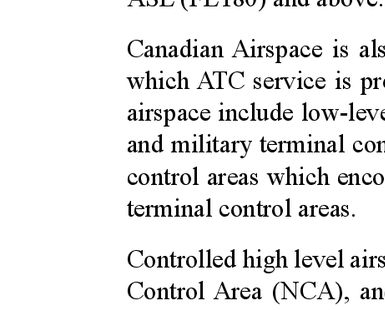 ASL (FL180) and above.
Canadian Airspace is als
which ATC service is pro
airspace include low-leve
and military terminal con
control areas which enco
terminal control areas.
Controlled high level airs
Control Area (NCA), and